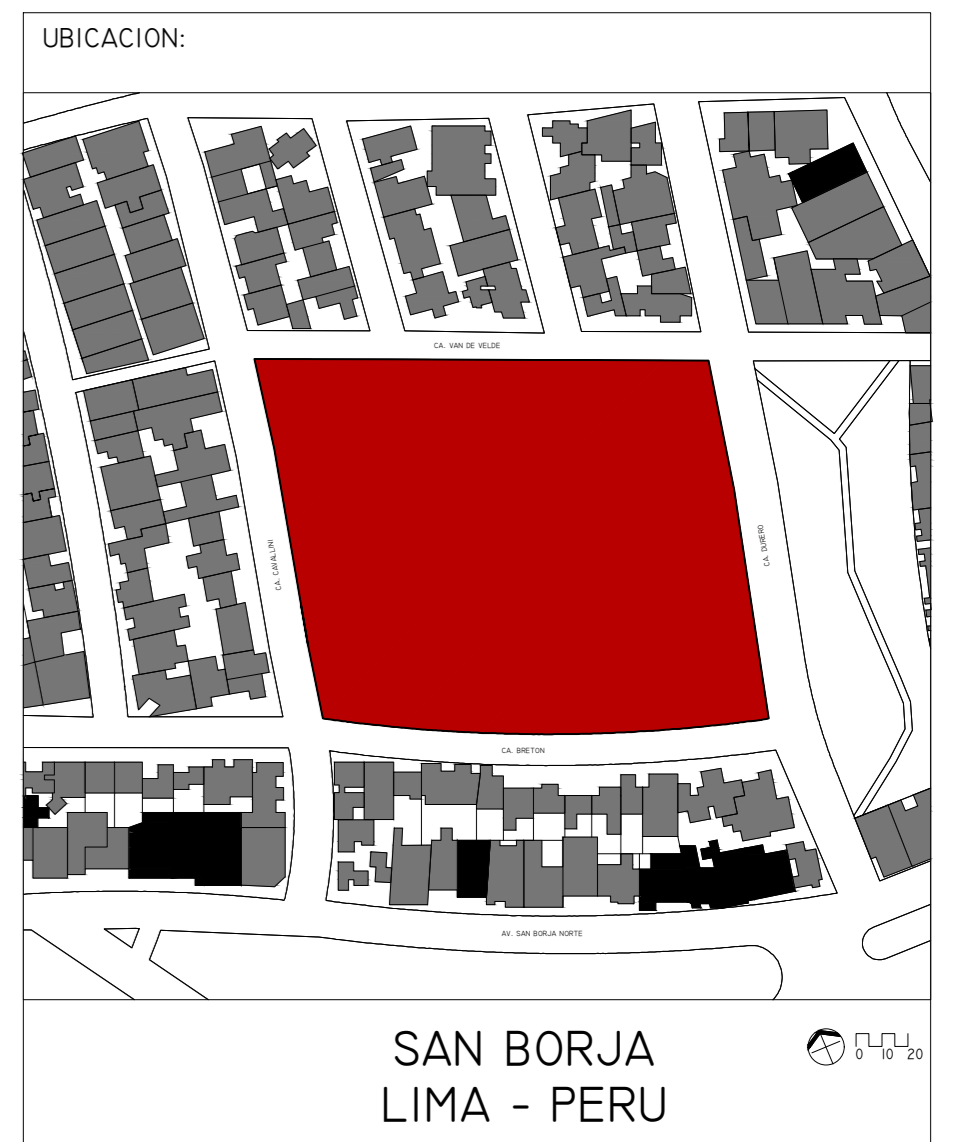 UBICACION:
CA. VAN DE VELDE
CA. CAVALLINI
CA. DURERO
CA. BRETON
AV. SAN BORJA NORTE
SAN BORJA
LIMA - PERU
0 10 20